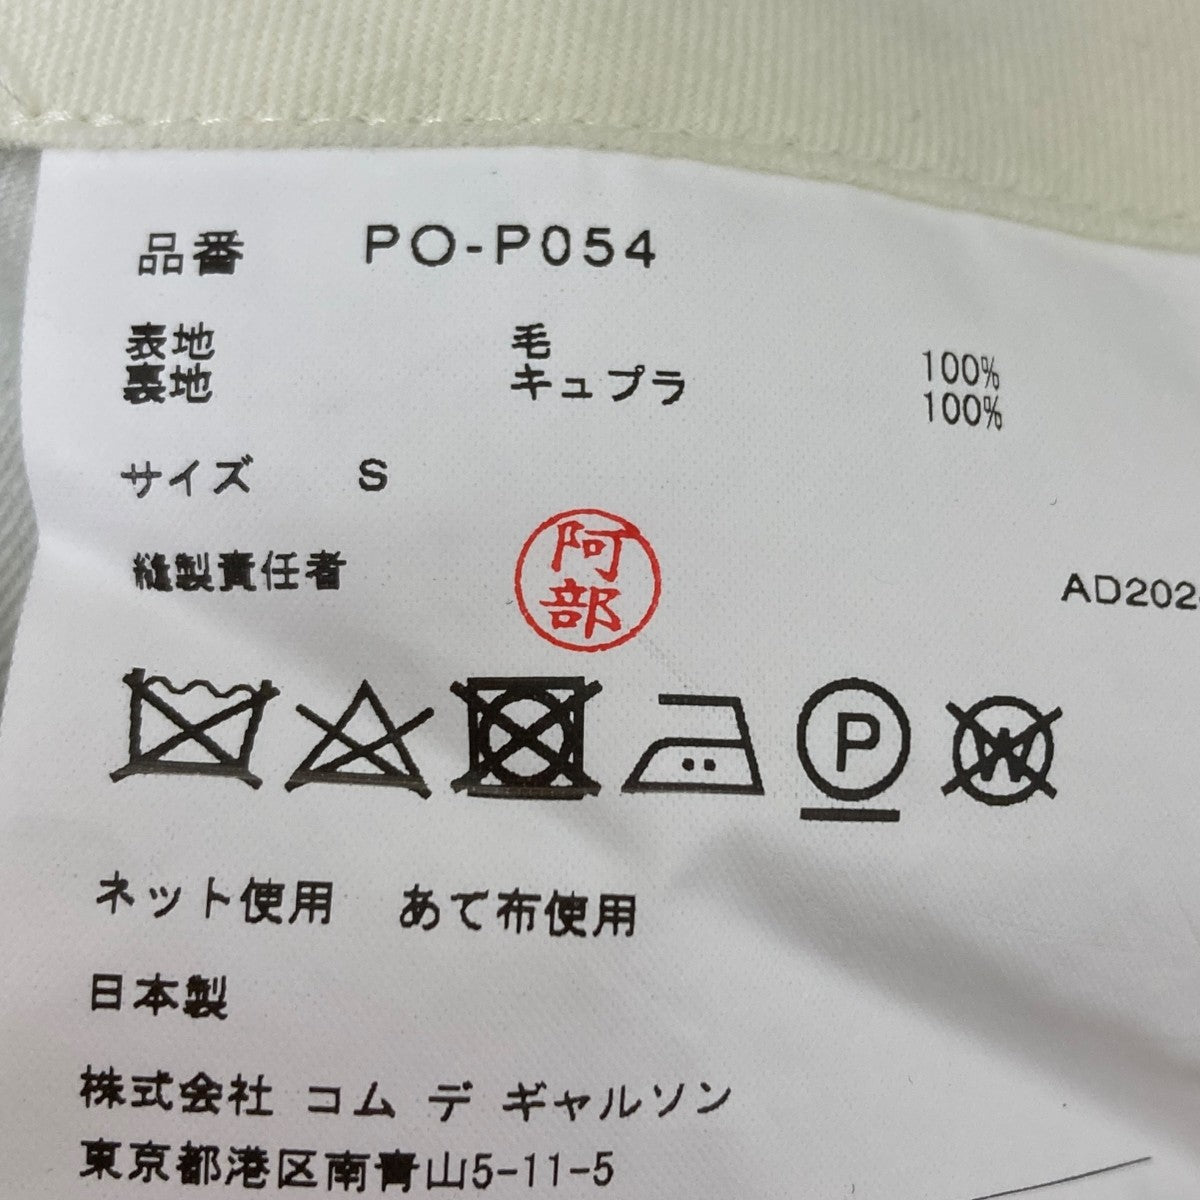 品番 PO-P054
表地 毛 100%
裏地 キュプラ 100%
サイズ S
縫製責任者 阿部
AD202
P W
ネット使用 あて布使用
日本製
株式会社 コム デ ギャルソン
東京都港区南青山5-11-5